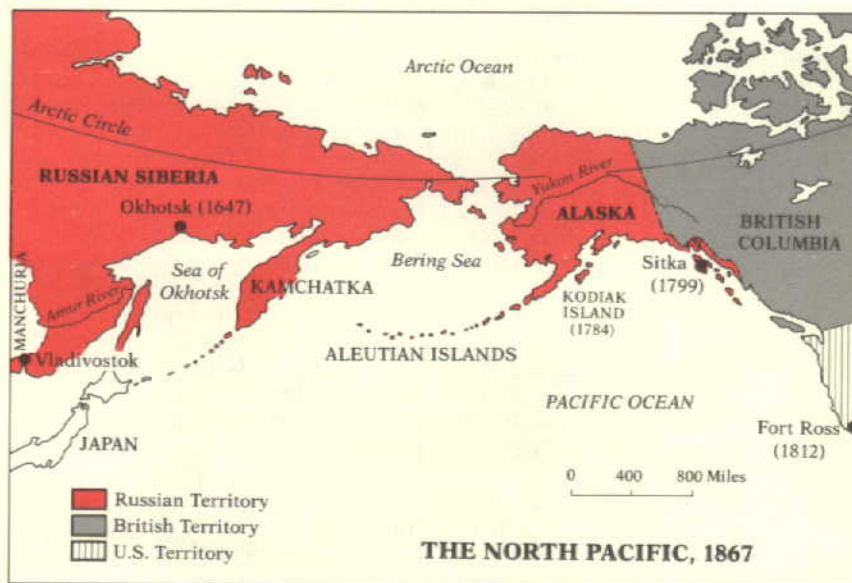 Arctic Ocean
Arctic Circle
RUSSIAN SIBERIA
Okhotsk (1647)
Yukon River
ALASKA
BRITISH
COLUMBIA
Sea of
Okhotsk
Bering Sea
KAMCHATKA
Sitka
(1799)
KODIAK
ISLAND
(1784)
MANCHURIA
Amur River
Vladivostok
ALEUTIAN ISLANDS
PACIFIC OCEAN
JAPAN
Fort Ross
(1812)
0 400 800 Miles
Russian Territory
British Territory
U.S. Territory
THE NORTH PACIFIC, 1867